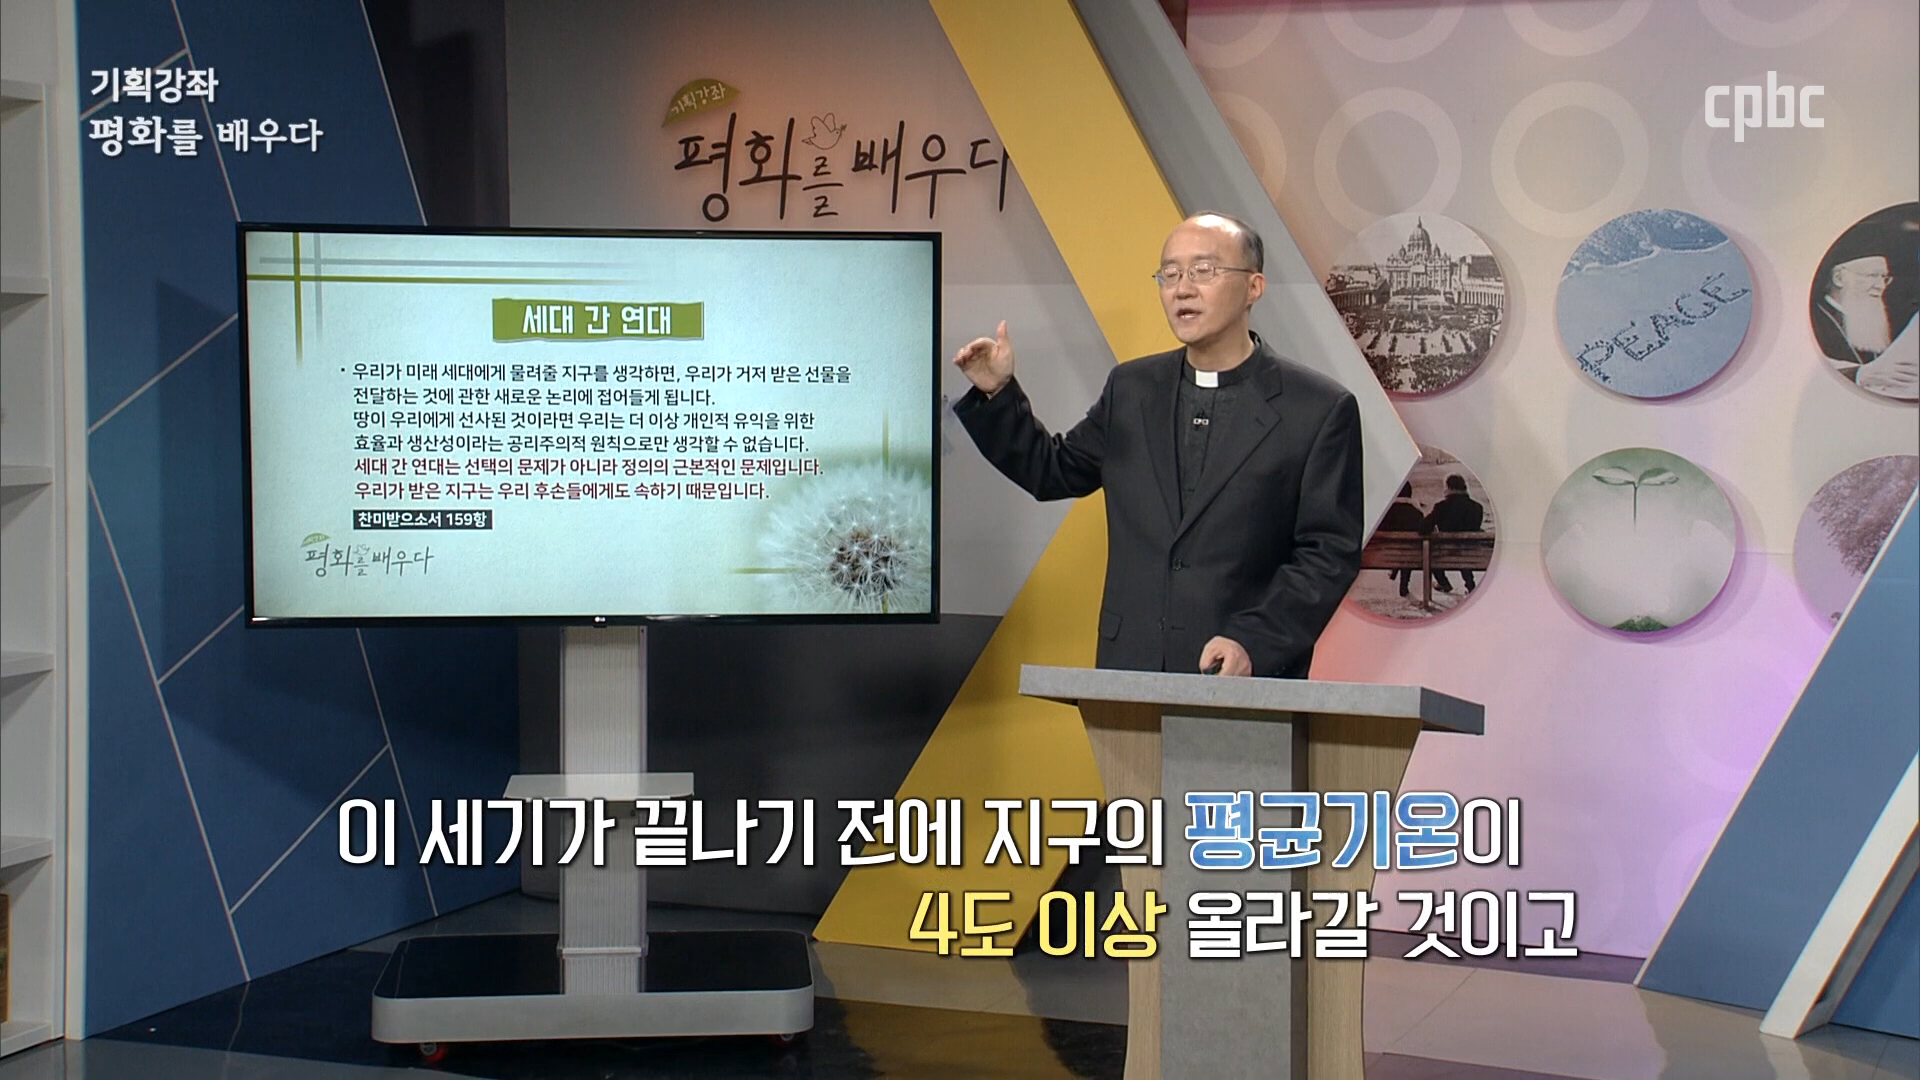 기획강좌
평화를 배우다
cpbc
기획강좌
평화를 배우다
세대 간 연대
· 우리가 미래 세대에게 물려줄 지구를 생각하면, 우리가 거저 받은 선물을
전달하는 것에 관한 새로운 논리에 접어들게 됩니다.
땅이 우리에게 선사된 것이라면 우리는 더 이상 개인적 유익을 위한
효율과 생산성이라는 공리주의적 원칙으로만 생각할 수 없습니다.
세대 간 연대는 선택의 문제가 아니라 정의의 근본적인 문제입니다.
우리가 받은 지구는 우리 후손들에게도 속하기 때문입니다.
찬미받으소서 159항
평화를 배우다
LG
PEACE
이 세기가 끝나기 전에 지구의 평균기온이
4도 이상 올라갈 것이고